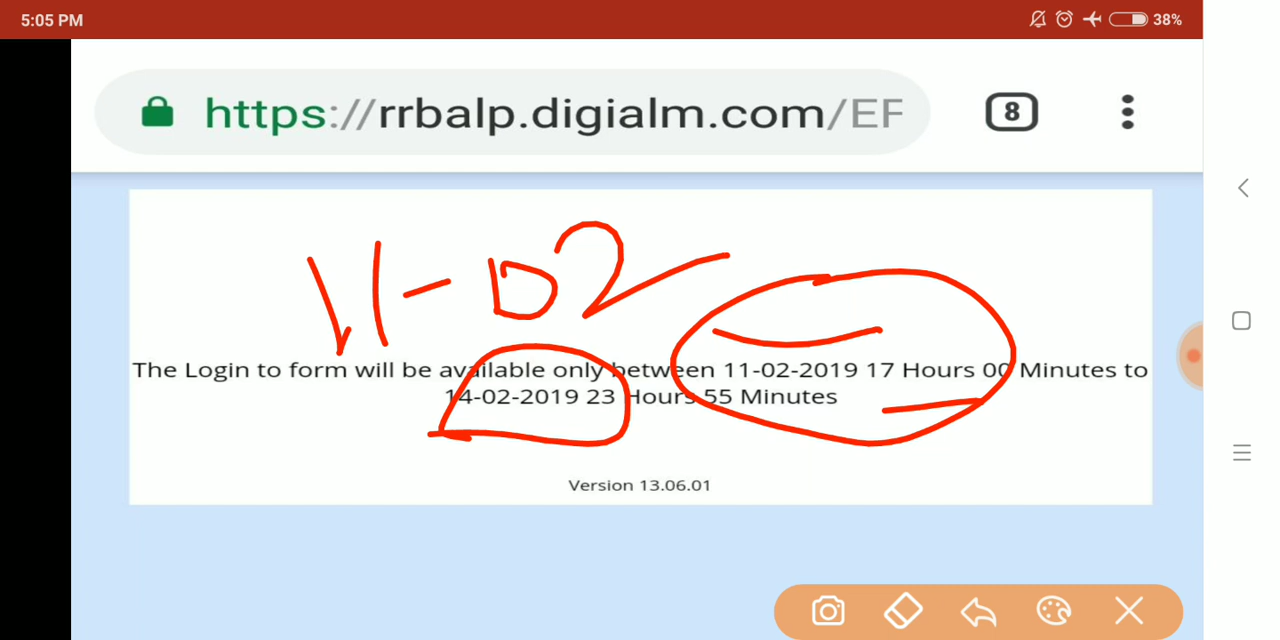 5:05 PM 38%
https://rrbalp.digialm.com/EF 8
11-02
The Login to form will be available only between 11-02-2019 17 Hours 00 Minutes to
14-02-2019 23 Hours 55 Minutes
Version 13.06.01